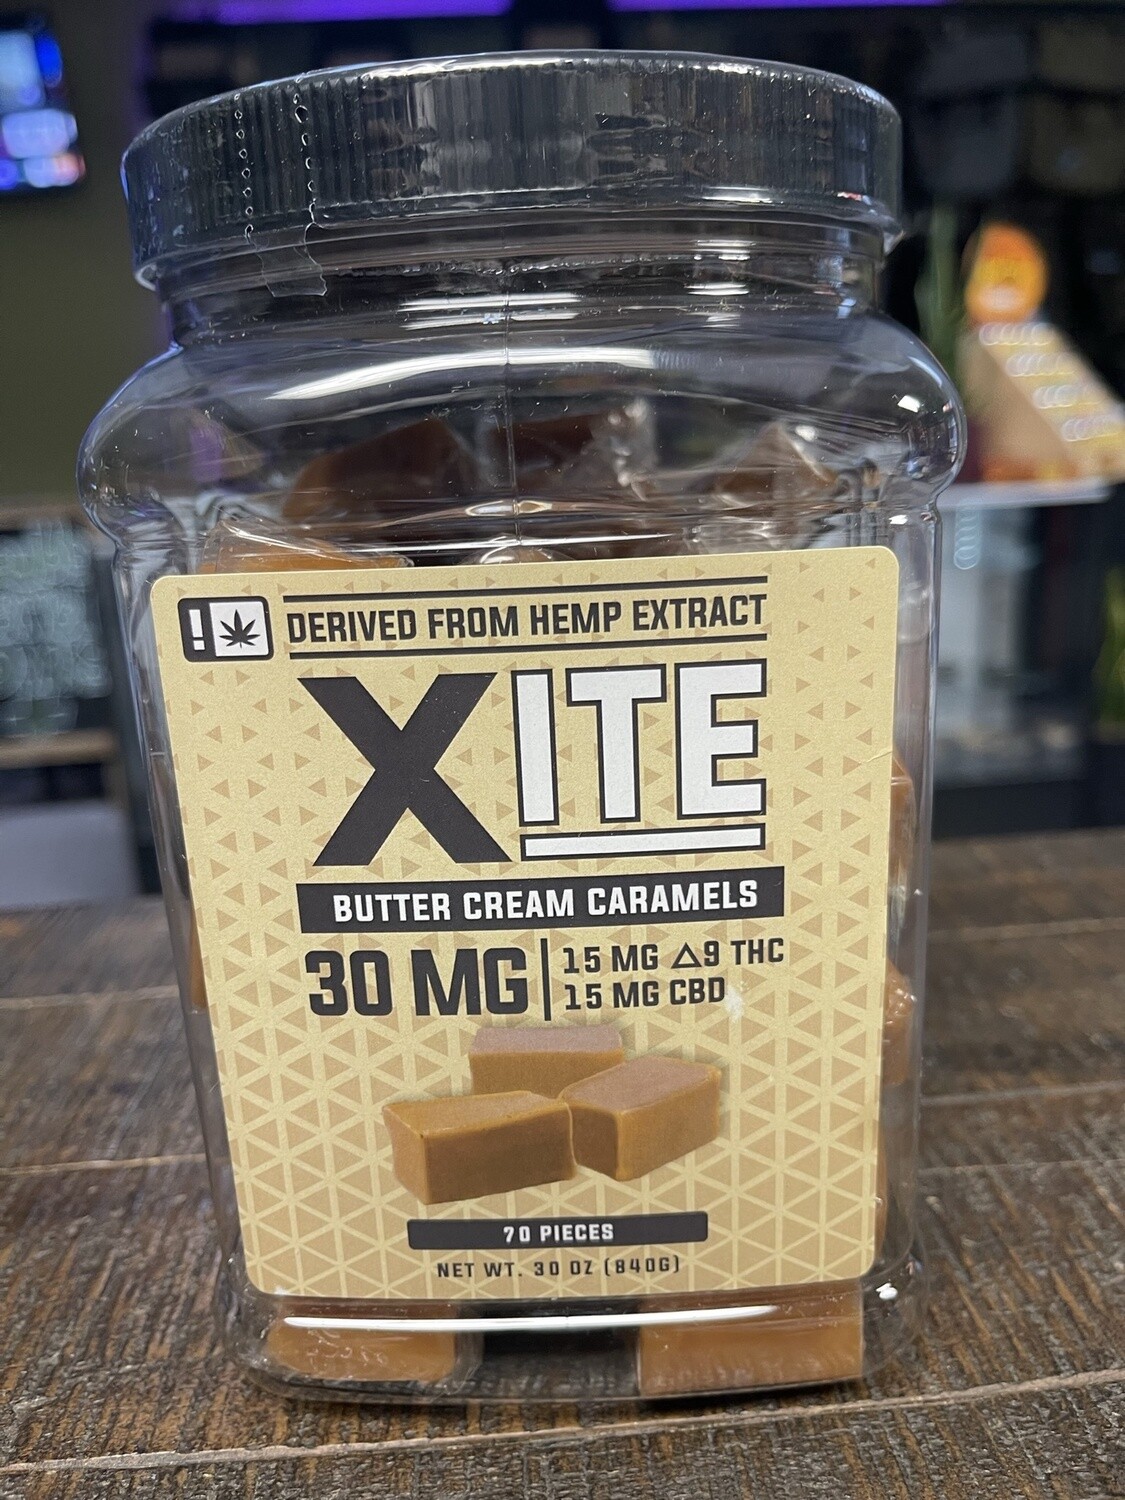 !
DERIVED FROM HEMP EXTRACT
XITE
BUTTER CREAM CARAMELS
30 MG
15 MG △9 THC
15 MG CBD
70 PIECES
NET WT. 30 OZ (840G)